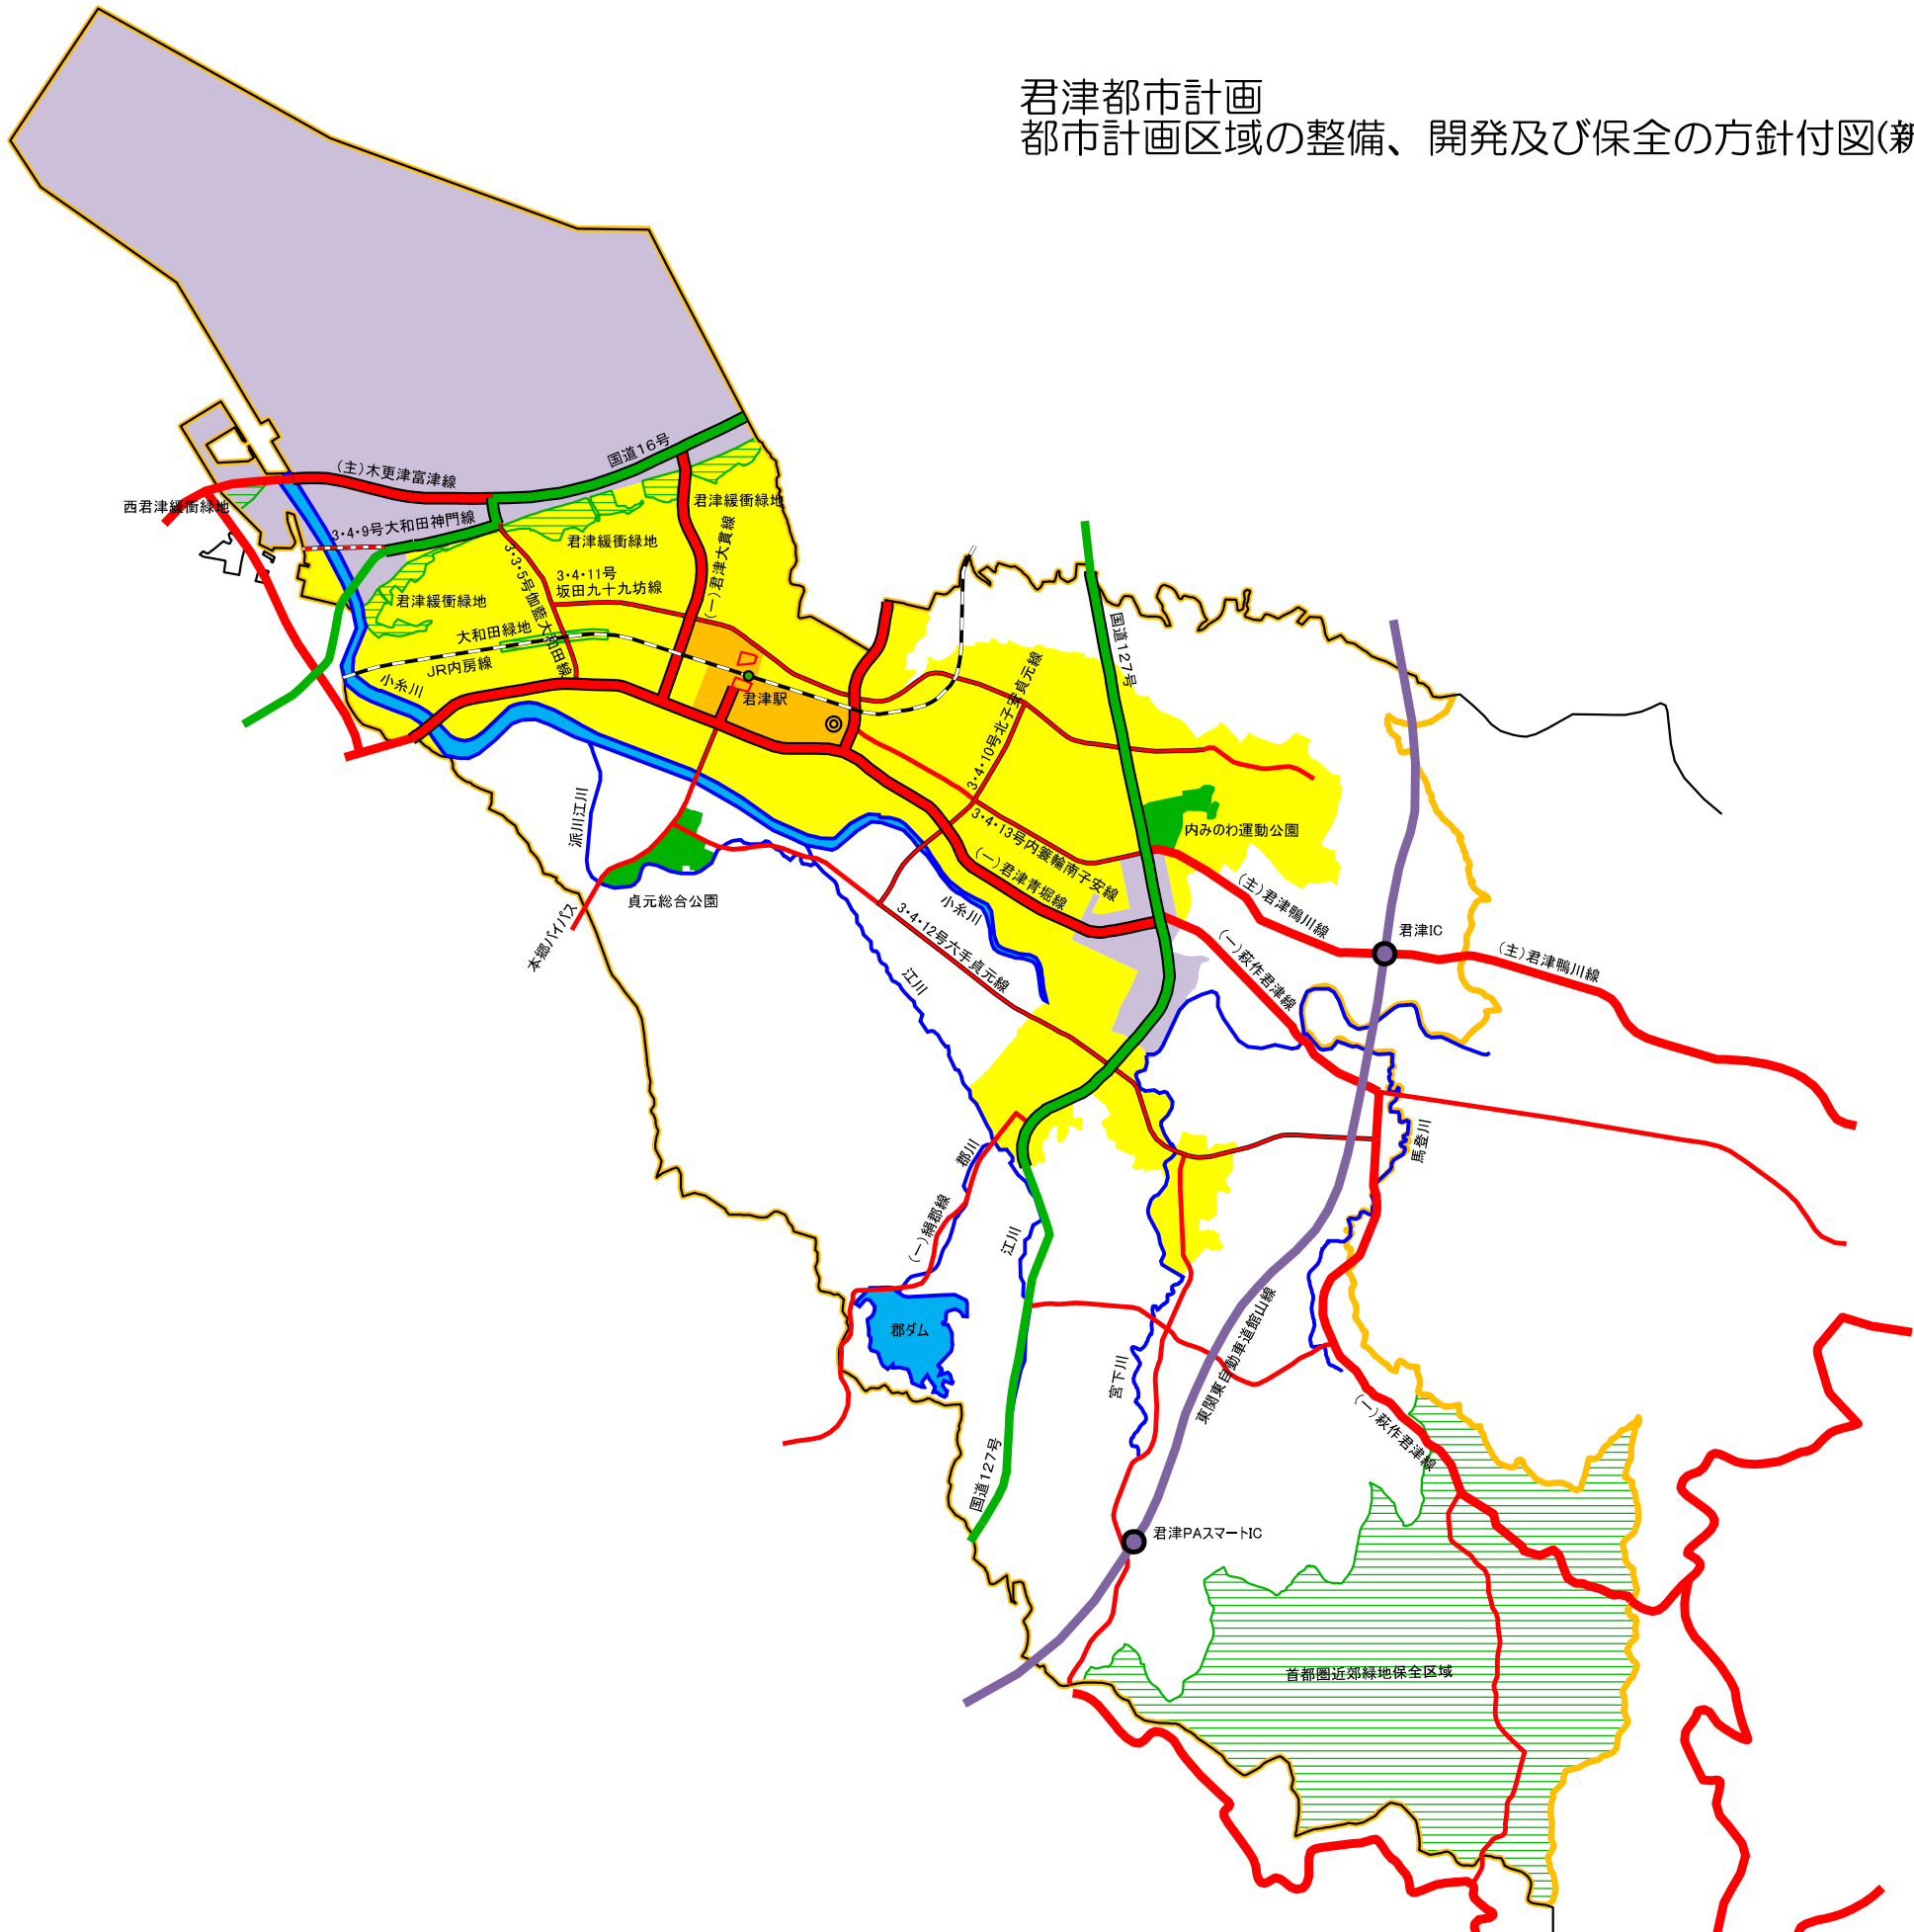 君津都市計画
都市計画区域の整備、開発及び保全の方針付図(新
国道16号
(主)木更津富津線
西君津緩衝緑地
君津緩衝緑地
3・4・9号大和田神門線
君津緩衝緑地
3・3・5号伽藍大和田線
3・4・11号
坂田九十九坊線
(一)君津大貫線
君津緩衝緑地
大和田緑地
JR内房線
小糸川
君津駅
国道127号
3・4・10号北子安貞元線
派川江川
内みのわ運動公園
3・4・13号内簑輪南子安線
(一)君津青堀線
貞元総合公園
本郷バイパス
小糸川
3・4・12号六手貞元線
(主)君津鴨川線
君津IC
(主)君津鴨川線
(一)萩作君津線
江川
郡川
馬登川
(一)絹郡線
江川
郡ダム
宮下川
東関東自動車道館山線
(一)萩作君津線
国道127号
君津PAスマートIC
首都圏近郊緑地保全区域